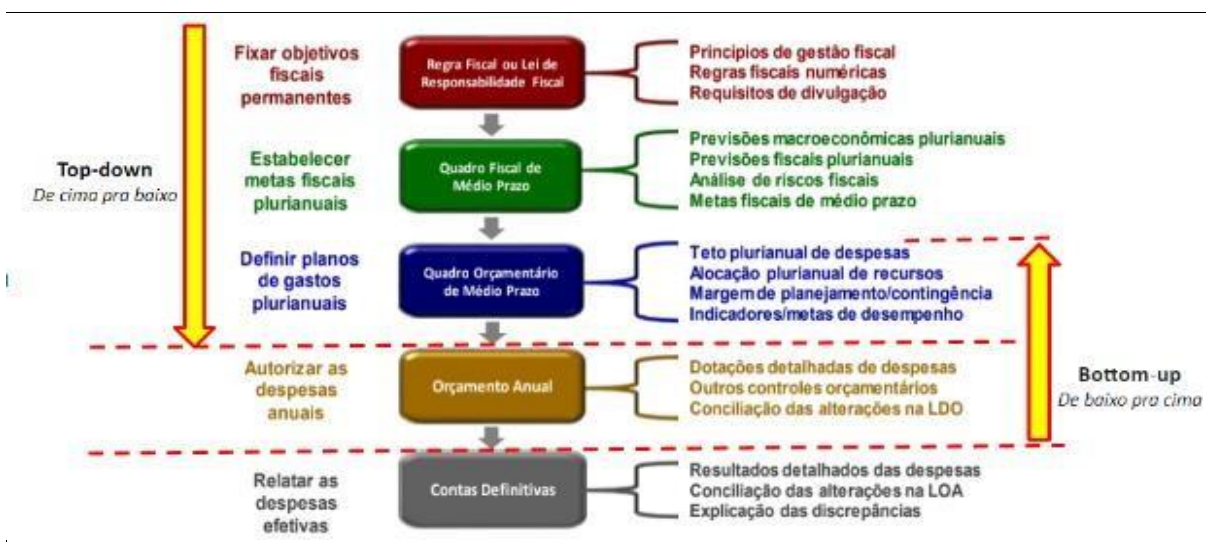 Fixar objetivos
fiscais
permanentes
Regra Fiscal ou Lei de
Responsabilidade Fiscal
Princípios de gestão fiscal
Regras fiscais numéricas
Requisitos de divulgação
Top-down
De cima pra baixo
Estabelecer
metas fiscais
plurianuais
Quadro Fiscal de
Médio Prazo
Previsões macroeconômicas plurianuais
Previsões fiscais plurianuais
Análise de riscos fiscais
Metas fiscais de médio prazo
Definir planos
de gastos
plurianuais
Quadro Orçamentário
de Médio Prazo
Teto plurianual de despesas
Alocação plurianual de recursos
Margem de planejamento/contingência
Indicadores/metas de desempenho
Autorizar as
despesas
anuais
Orçamento Anual
Dotações detalhadas de despesas
Outros controles orçamentários
Conciliação das alterações na LDO
Bottom-up
De baixo pra cima
Relatar as
despesas
efetivas
Contas Definitivas
Resultados detalhados das despesas
Conciliação das alterações na LOA
Explicação das discrepâncias